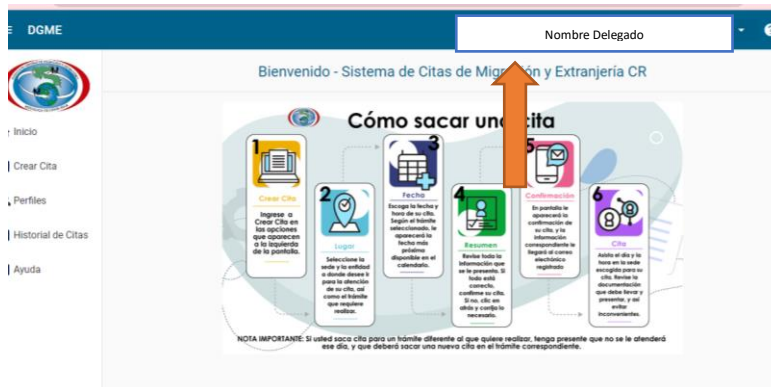 DGME
Nombre Delegado
Bienvenido - Sistema de Citas de Migración y Extranjería CR
Inicio
Crear Cita
Perfiles
Historial de Citas
Ayuda
Cómo sacar una cita
1
Crear Cita
Ingrese a
Crear Cita en
las opciones
que aparecen
a la izquierda
de la pantalla.
2
Lugar
Seleccione la
sede y la entidad
a donde desee ir
para la atención
de su cita, así
como el trámite
que requiere
realizar.
3
Fecha
Escoga la fecha y
hora de su cita.
Según el trámite
seleccionado, le
aparecerá la
fecha más
próxima
disponible en el
calendario.
4
Resumen
Revise toda la
información que
se le presenta. Si
todo está
correcto,
confirme su cita.
Si no, clic en
atrás y corrija lo
necesario.
5
Confirmación
En pantalla le
aparecerá la
confirmación de
su cita, y la
información
correspondiente le
llegará al correo
electrónico
registrado
6
Cita
Asista el día y la
hora en la sede
escogida para su
cita. Revise la
documentación
que debe llevar y
presentar, y así
evitar
inconvenientes.
NOTA IMPORTANTE: Si usted saca cita para un trámite diferente al que quiere realizar, tenga presente que no se le atenderá
ese día, y que deberá sacar una nueva cita en el trámite correspondiente.